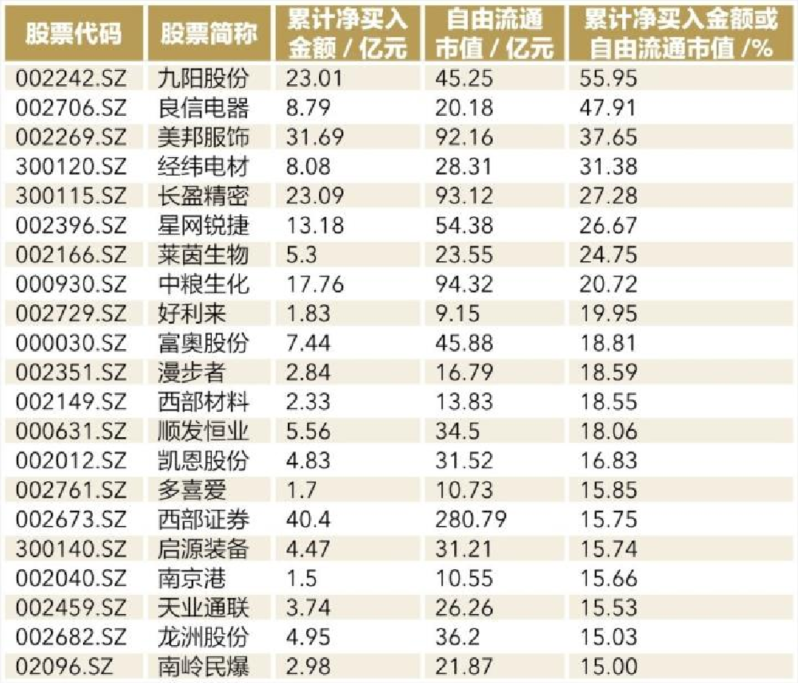 股票代码 股票简称 累计净买入金额 / 亿元 自由流通市值 / 亿元 累计净买入金额或自由流通市值 /%
002242.SZ 九阳股份 23.01 45.25 55.95
002706.SZ 良信电器 8.79 20.18 47.91
002269.SZ 美邦服饰 31.69 92.16 37.65
300120.SZ 经纬电材 8.08 28.31 31.38
300115.SZ 长盈精密 23.09 93.12 27.28
002396.SZ 星网锐捷 13.18 54.38 26.67
002166.SZ 莱茵生物 5.3 23.55 24.75
000930.SZ 中粮生化 17.76 94.32 20.72
002729.SZ 好利来 1.83 9.15 19.95
000030.SZ 富奥股份 7.44 45.88 18.81
002351.SZ 漫步者 2.84 16.79 18.59
002149.SZ 西部材料 2.33 13.83 18.55
000631.SZ 顺发恒业 5.56 34.5 18.06
002012.SZ 凯恩股份 4.83 31.52 16.83
002761.SZ 多喜爱 1.7 10.73 15.85
002673.SZ 西部证券 40.4 280.79 15.75
300140.SZ 启源装备 4.47 31.21 15.74
002040.SZ 南京港 1.5 10.55 15.66
002459.SZ 天业通联 3.74 26.26 15.53
002682.SZ 龙洲股份 4.95 36.2 15.03
02096.SZ 南岭民爆 2.98 21.87 15.00